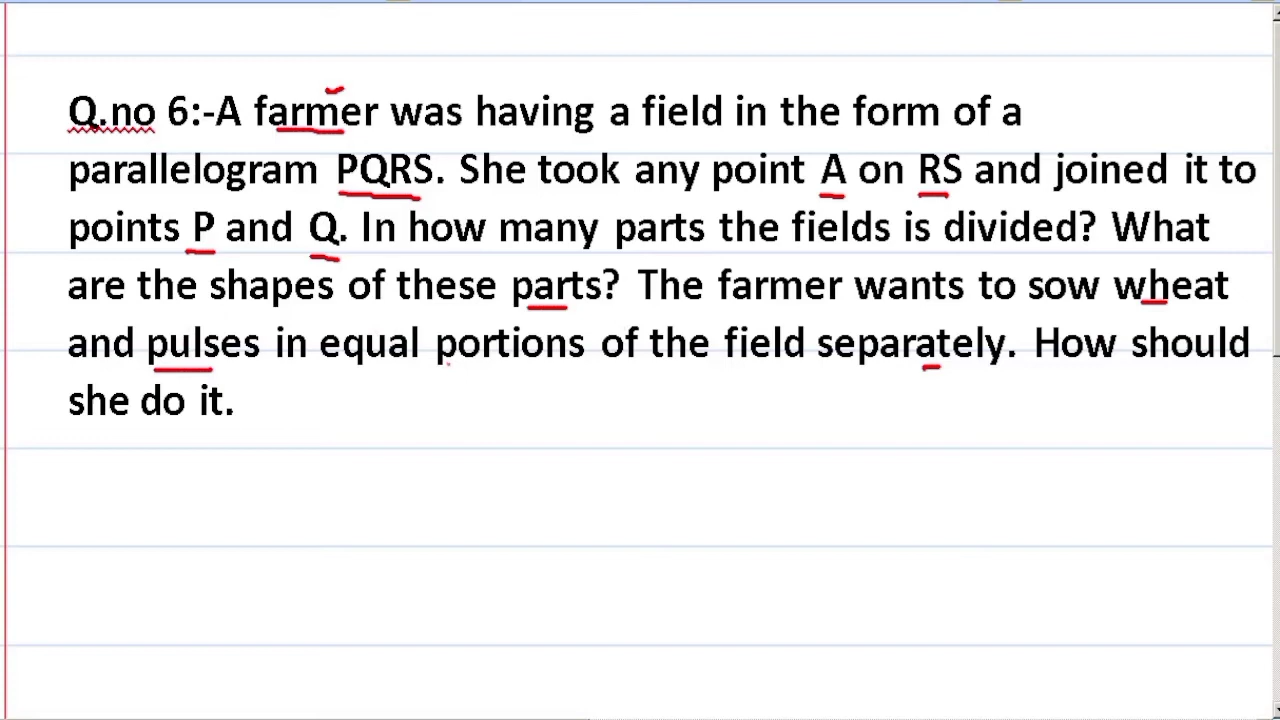 Q.no 6:-A farmer was having a field in the form of a
parallelogram PQRS. She took any point A on RS and joined it to
points P and Q. In how many parts the fields is divided? What
are the shapes of these parts? The farmer wants to sow wheat
and pulses in equal portions of the field separately. How should
she do it.